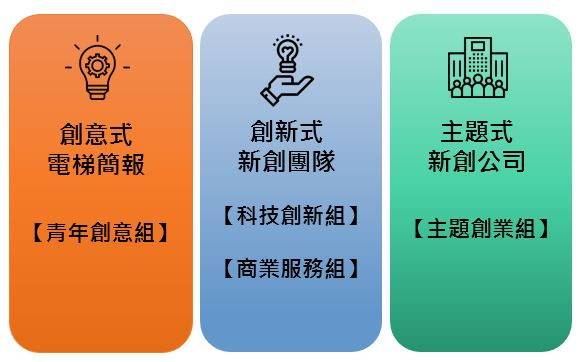 創意式
電梯簡報
【青年創意組】
創新式
新創團隊
【科技創新組】
【商業服務組】
主題式
新創公司
【主題創業組】